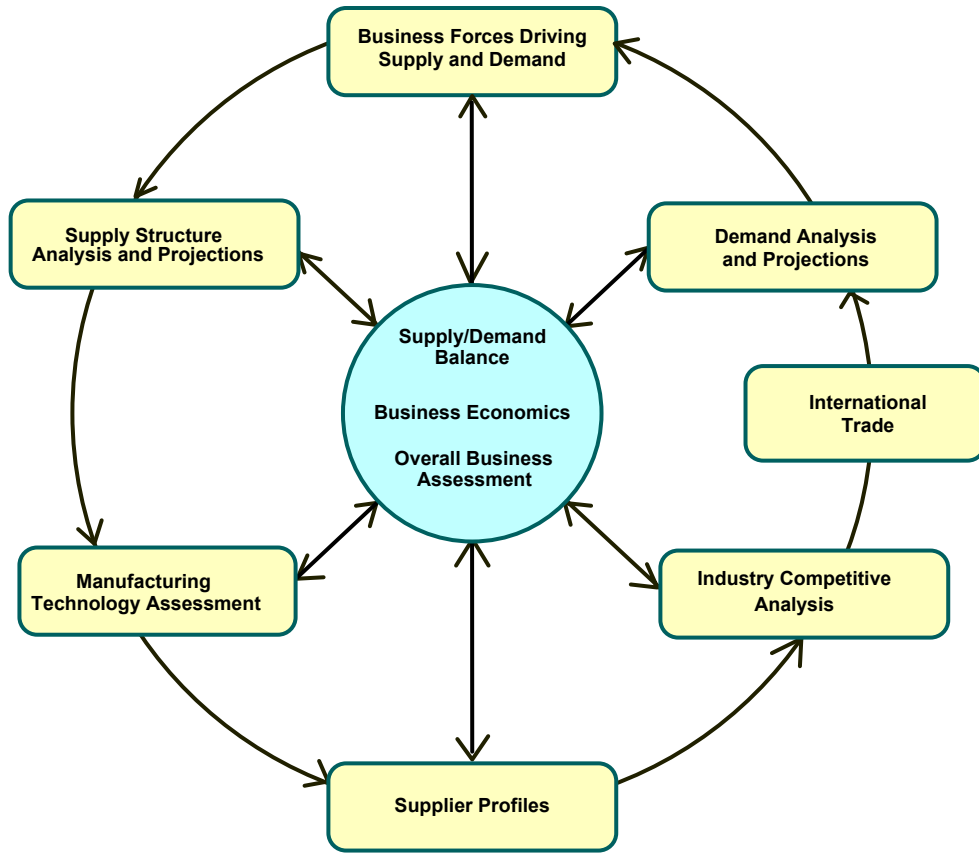 Business Forces Driving
Supply and Demand
Supply Structure
Analysis and Projections
Demand Analysis
and Projections
Supply/Demand
Balance
Business Economics
Overall Business
Assessment
International
Trade
Manufacturing
Technology Assessment
Industry Competitive
Analysis
Supplier Profiles